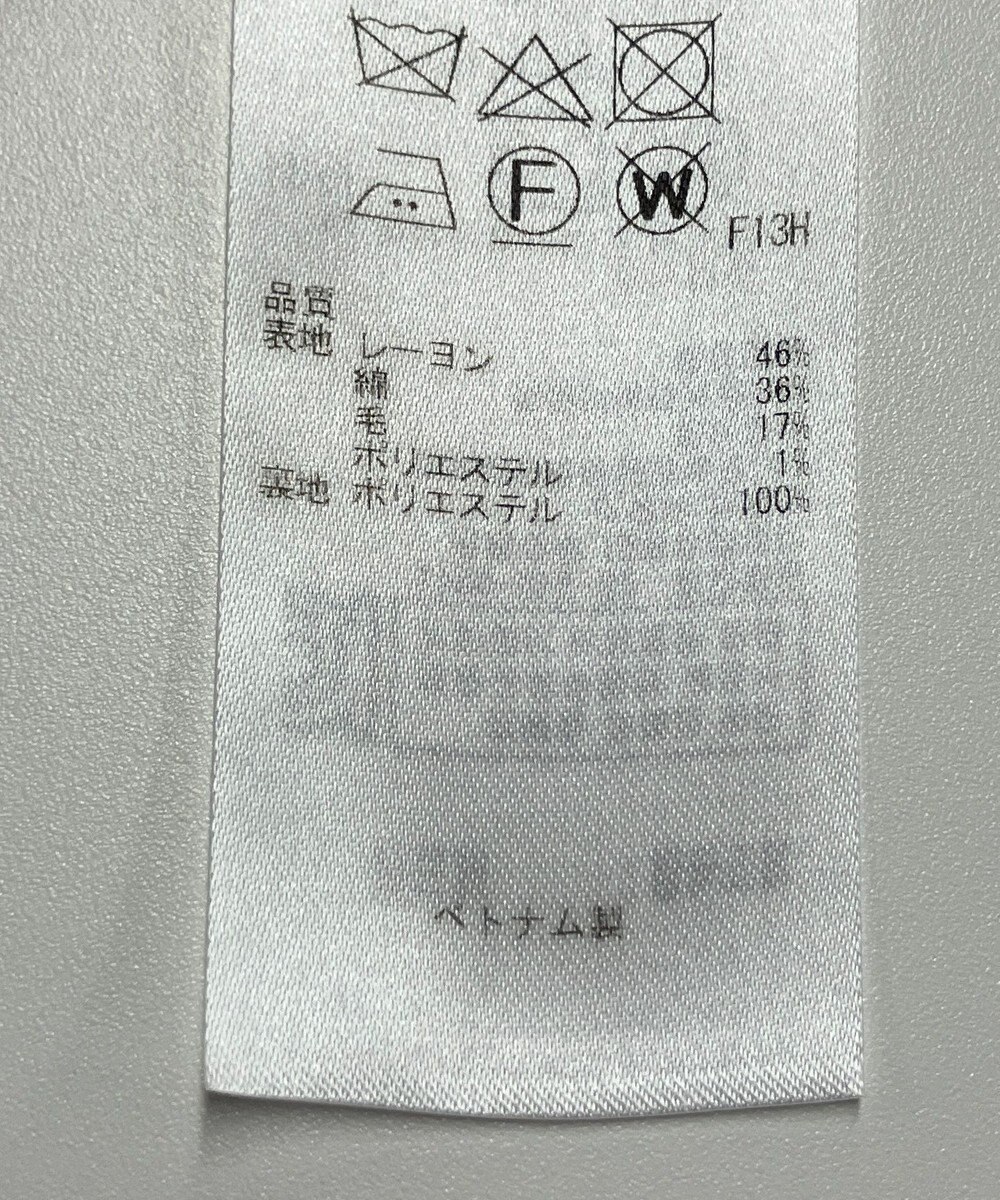 F
W
F13H
品質
表地 レーヨン 46%
綿 36%
毛 17%
ポリエステル 1%
裏地 ポリエステル 100%
ベトナム製